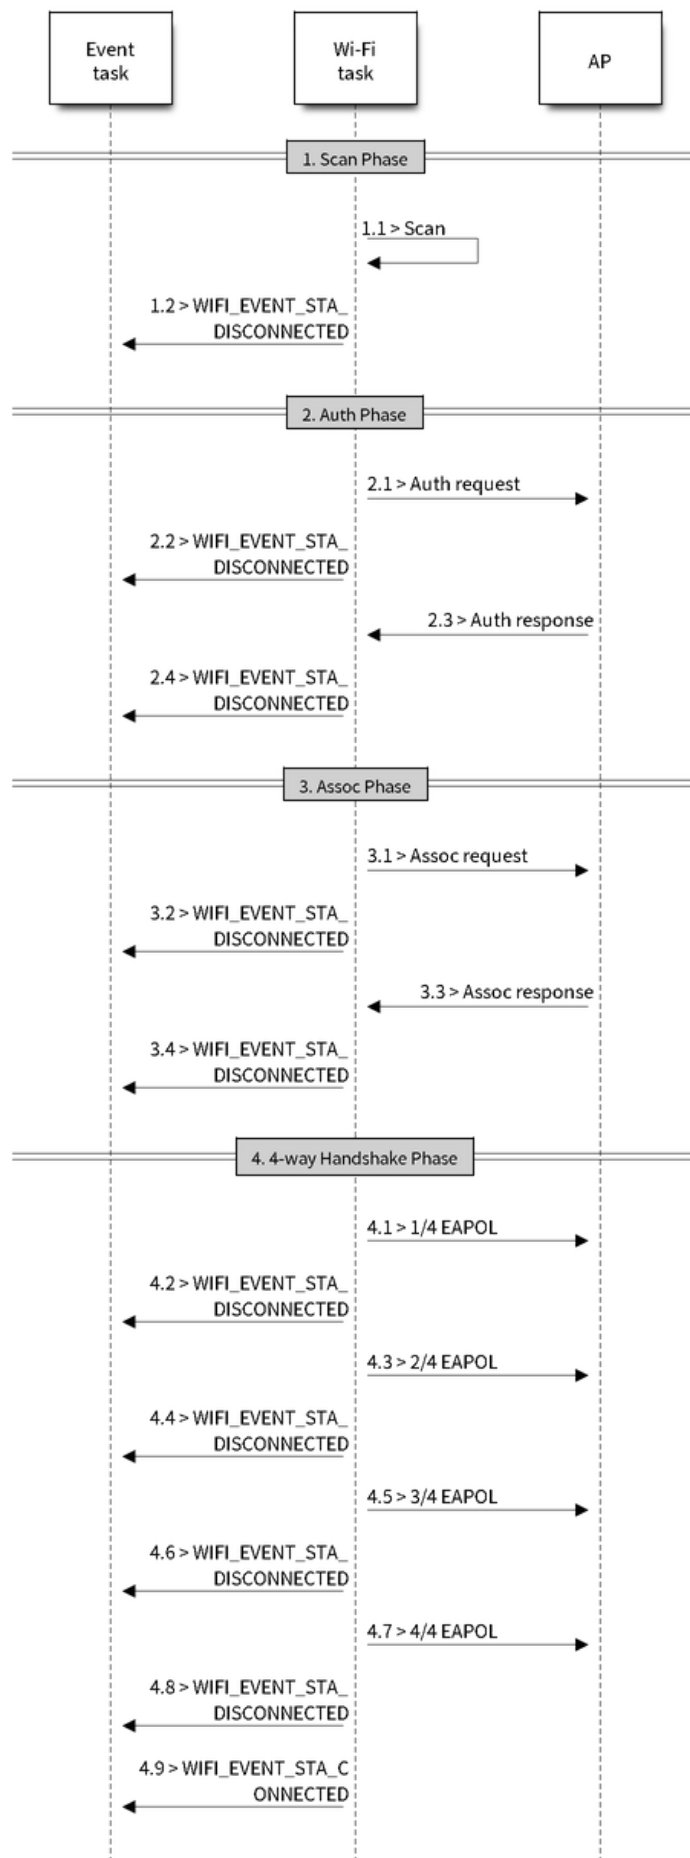 Event
task
Wi-Fi
task
AP
1. Scan Phase
1.1 > Scan
1.2 > WIFI_EVENT_STA_
DISCONNECTED
2. Auth Phase
2.1 > Auth request
2.2 > WIFI_EVENT_STA_
DISCONNECTED
2.3 > Auth response
2.4 > WIFI_EVENT_STA_
DISCONNECTED
3. Assoc Phase
3.1 > Assoc request
3.2 > WIFI_EVENT_STA_
DISCONNECTED
3.3 > Assoc response
3.4 > WIFI_EVENT_STA_
DISCONNECTED
4. 4-way Handshake Phase
4.1 > 1/4 EAPOL
4.2 > WIFI_EVENT_STA_
DISCONNECTED
4.3 > 2/4 EAPOL
4.4 > WIFI_EVENT_STA_
DISCONNECTED
4.5 > 3/4 EAPOL
4.6 > WIFI_EVENT_STA_
DISCONNECTED
4.7 > 4/4 EAPOL
4.8 > WIFI_EVENT_STA_
DISCONNECTED
4.9 > WIFI_EVENT_STA_C
ONNECTED